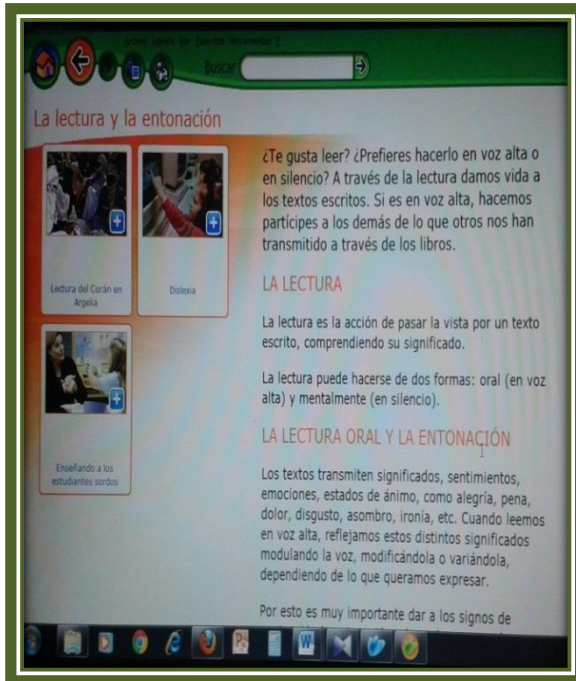 Archivo Edición Ver Favoritos Herramientas ?
Buscar
La lectura y la entonación
Lectura del Corán en
Argelia
Dislexia
Enseñando a los
estudiantes sordos
¿Te gusta leer? ¿Prefieres hacerlo en voz alta o
en silencio? A través de la lectura damos vida a
los textos escritos. Si es en voz alta, hacemos
partícipes a los demás de lo que otros nos han
transmitido a través de los libros.
LA LECTURA
La lectura es la acción de pasar la vista por un texto
escrito, comprendiendo su significado.
La lectura puede hacerse de dos formas: oral (en voz
alta) y mentalmente (en silencio).
LA LECTURA ORAL Y LA ENTONACIÓN
Los textos transmiten significados, sentimientos,
emociones, estados de ánimo, como alegría, pena,
dolor, disgusto, asombro, ironía, etc. Cuando leemos
en voz alta, reflejamos estos distintos significados
modulando la voz, modificándola o variándola,
dependiendo de lo que queramos expresar.
Por esto es muy importante dar a los signos de